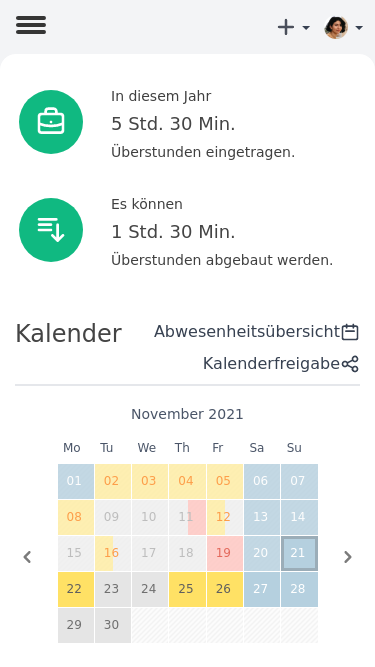 In diesem Jahr
5 Std. 30 Min.
Überstunden eingetragen.
Es können
1 Std. 30 Min.
Überstunden abgebaut werden.
Kalender
Abwesenheitsübersicht
Kalenderfreigabe
November 2021
Mo Tu We Th Fr Sa Su
01 02 03 04 05 06 07
08 09 10 11 12 13 14
15 16 17 18 19 20 21
22 23 24 25 26 27 28
29 30